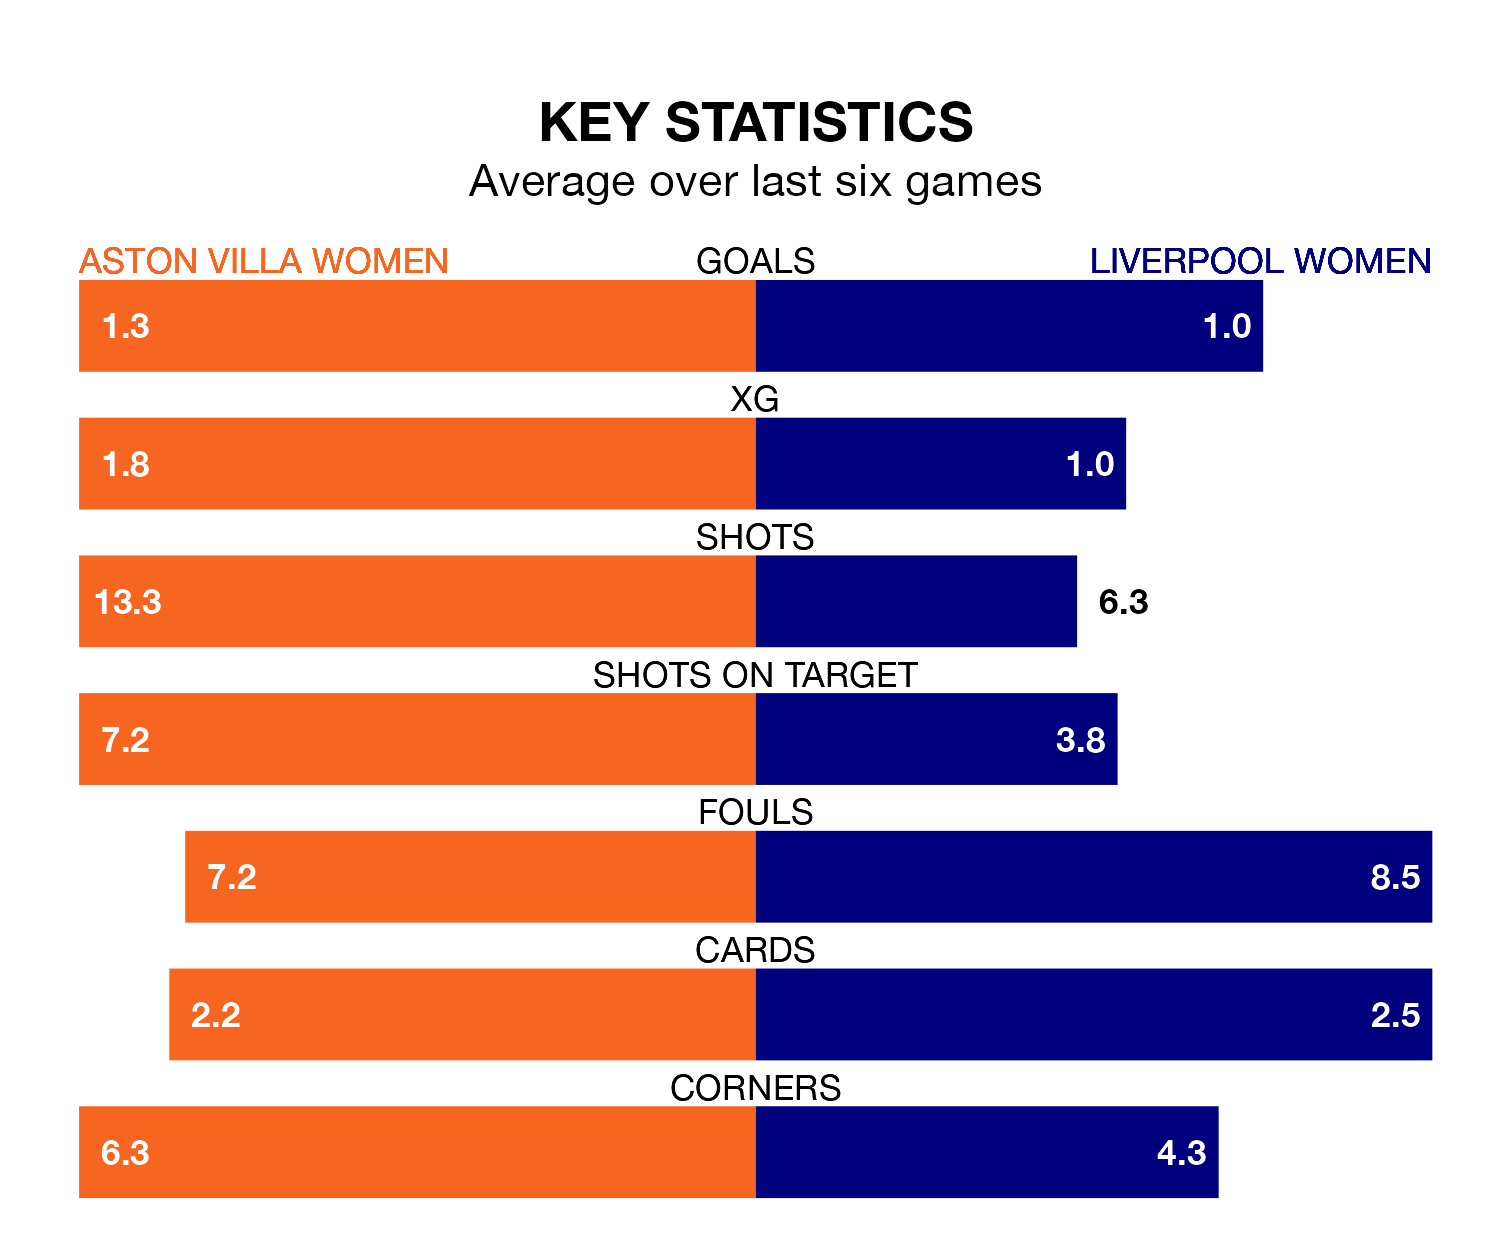 KEY STATISTICS
Average over last six games
ASTON VILLA WOMEN GOALS LIVERPOOL WOMEN
1.3 1.0
XG
1.8 1.0
SHOTS
13.3 6.3
SHOTS ON TARGET
7.2 3.8
FOULS
7.2 8.5
CARDS
2.2 2.5
CORNERS
6.3 4.3